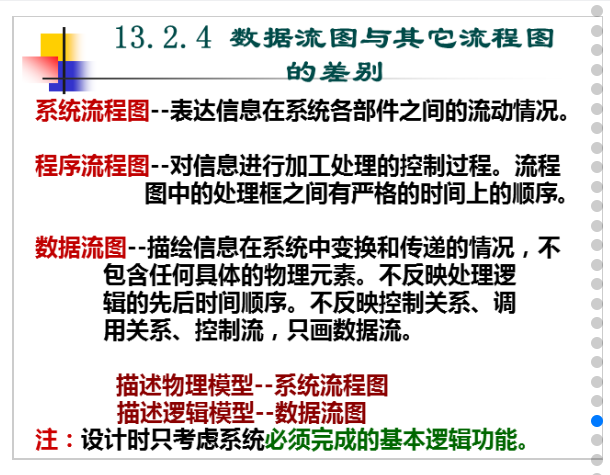 13.2.4 数据流图与其它流程图
的差别
系统流程图--表达信息在系统各部件之间的流动情况。
程序流程图--对信息进行加工处理的控制过程。流程
图中的处理框之间有严格的时间上的顺序。
数据流图--描绘信息在系统中变换和传递的情况，不
包含任何具体的物理元素。不反映处理逻
辑的先后时间顺序。不反映控制关系、调
用关系、控制流，只画数据流。
描述物理模型--系统流程图
描述逻辑模型--数据流图
注：设计时只考虑系统必须完成的基本逻辑功能。